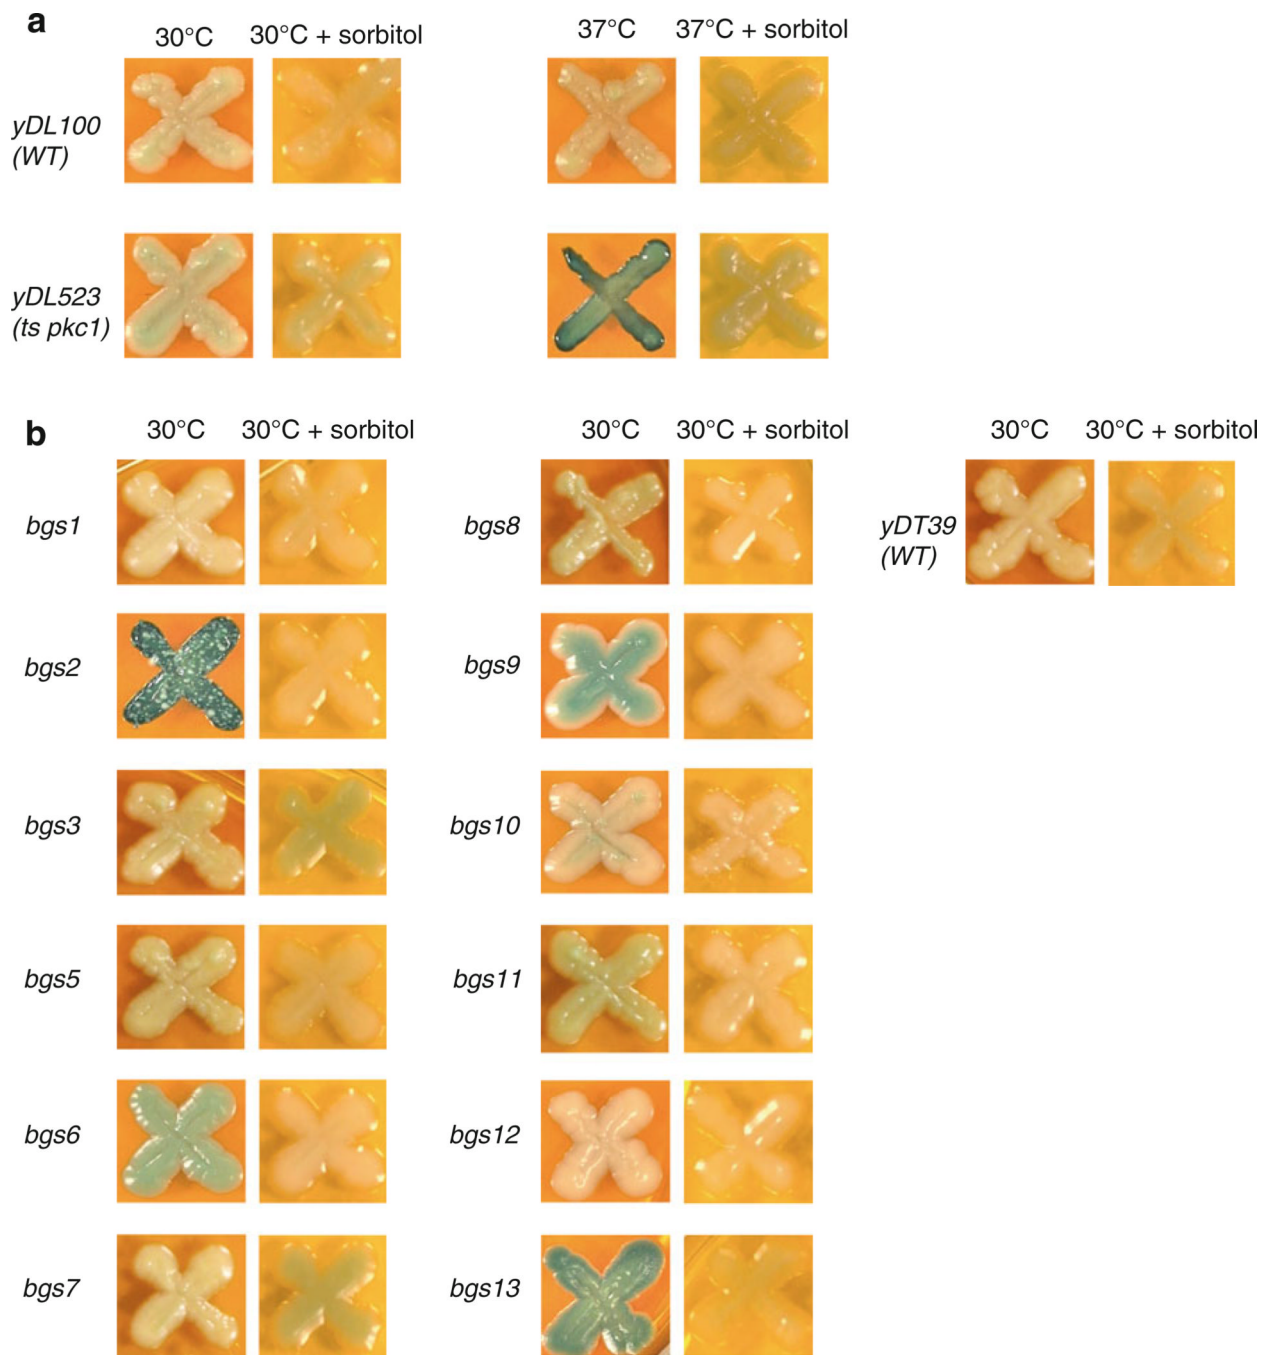 a
30°C 30°C + sorbitol 37°C 37°C + sorbitol
yDL100
(WT)
yDL523
(ts pkc1)
b
30°C 30°C + sorbitol 30°C 30°C + sorbitol 30°C 30°C + sorbitol
bgs1 bgs8 yDT39
(WT)
bgs2 bgs9
bgs3 bgs10
bgs5 bgs11
bgs6 bgs12
bgs7 bgs13